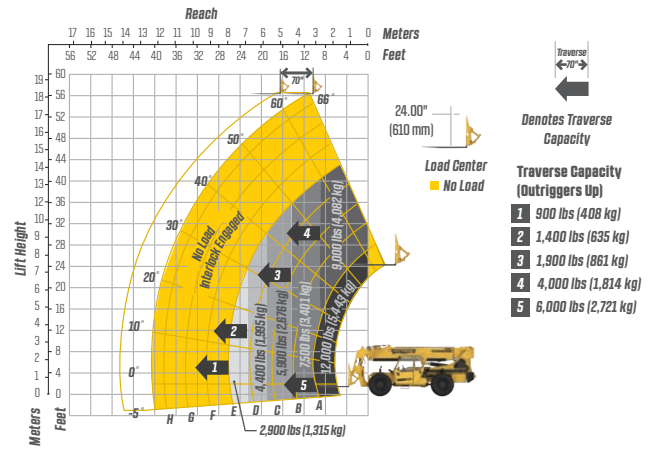 Reach
17 16 15 14 13 12 11 10 9 8 7 6 5 4 3 2 1 0 Meters
56 52 48 44 40 36 32 28 24 20 16 12 8 4 0 Feet
Lift Height
19
18
17
16
15
14
13
12
10
9
8
7
6
5
4
3
2
1
0
Meters
60
56
52
48
44
40
36
32
28
24
20
16
12
8
4
0
Feet
70"
66°
60°
50°
40°
30°
20°
10°
0°
-5°
No Load
Interlock Engaged
9,000 lbs (4,082 kg)
12,000 lbs (5,443 kg)
7,500 lbs (3,401 kg)
5,900 lbs (2,676 kg)
4,400 lbs (1,995 kg)
2,900 lbs (1,315 kg)
4
3
2
1
5
H G F E D C B A
24.00"
(610 mm)
Load Center
No Load
Traverse
70"
Denotes Traverse
Capacity
Traverse Capacity
(Outriggers Up)
1 900 lbs (408 kg)
2 1,400 lbs (635 kg)
3 1,900 lbs (861 kg)
4 4,000 lbs (1,814 kg)
5 6,000 lbs (2,721 kg)